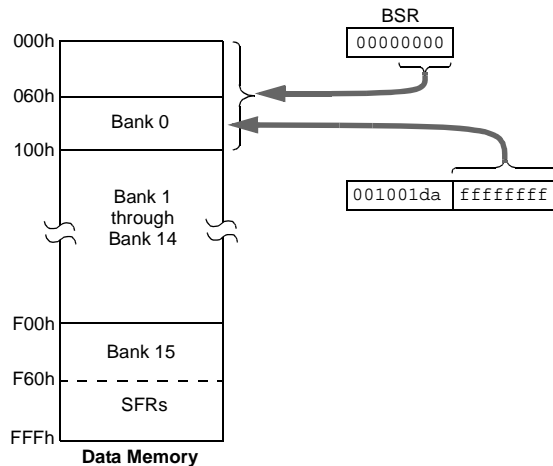 BSR
000h
00000000
060h
Bank 0
100h
001001da ffffffff
Bank 1
through
Bank 14
F00h
Bank 15
F60h
SFRs
FFFh
Data Memory